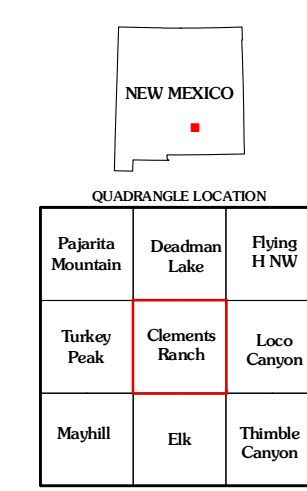 NEW MEXICO
QUADRANGLE LOCATION
Pajarita
Mountain
Deadman
Lake
Flying
H NW
Turkey
Peak
Clements
Ranch
Loco
Canyon
Mayhill
Elk
Thimble
Canyon